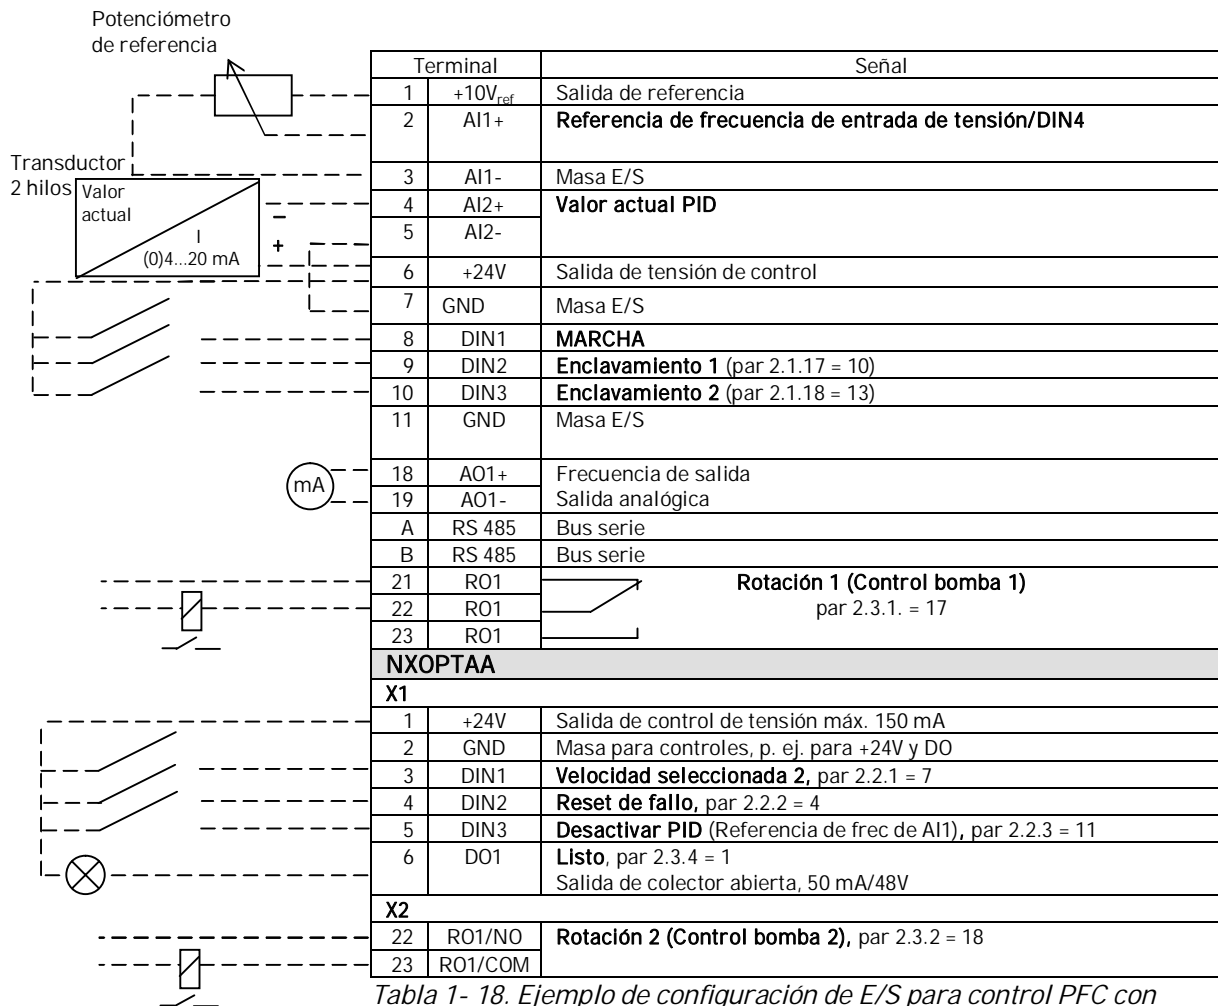 Potenciómetro
de referencia
Terminal Señal
1 +10Vref Salida de referencia
2 AI1+ Referencia de frecuencia de entrada de tensión/DIN4
Transductor
2 hilos
Valor
actual
I
(0)4...20 mA
−
+
3 AI1- Masa E/S
4 AI2+ Valor actual PID
5 AI2-
6 +24V Salida de tensión de control
7 GND Masa E/S
8 DIN1 MARCHA
9 DIN2 Enclavamiento 1 (par 2.1.17 = 10)
10 DIN3 Enclavamiento 2 (par 2.1.18 = 13)
11 GND Masa E/S
mA
18 AO1+ Frecuencia de salida
19 AO1- Salida analógica
A RS 485 Bus serie
B RS 485 Bus serie
21 RO1 Rotación 1 (Control bomba 1)
22 RO1 par 2.3.1. = 17
23 RO1
NXOPTAA
X1
1 +24V Salida de control de tensión máx. 150 mA
2 GND Masa para controles, p. ej. para +24V y DO
3 DIN1 Velocidad seleccionada 2, par 2.2.1 = 7
4 DIN2 Reset de fallo, par 2.2.2 = 4
5 DIN3 Desactivar PID (Referencia de frec de AI1), par 2.2.3 = 11
6 DO1 Listo, par 2.3.4 = 1
Salida de colector abierta, 50 mA/48V
X2
22 RO1/NO Rotación 2 (Control bomba 2), par 2.3.2 = 18
23 RO1/COM
Tabla 1- 18. Ejemplo de configuración de E/S para control PFC con